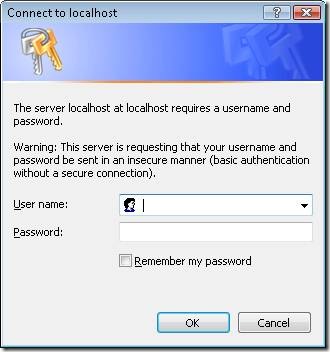 Connect to localhost
The server localhost at localhost requires a username and
password.
Warning: This server is requesting that your username and
password be sent in an insecure manner (basic authentication
without a secure connection).
User name:
Password:
Remember my password
OK Cancel